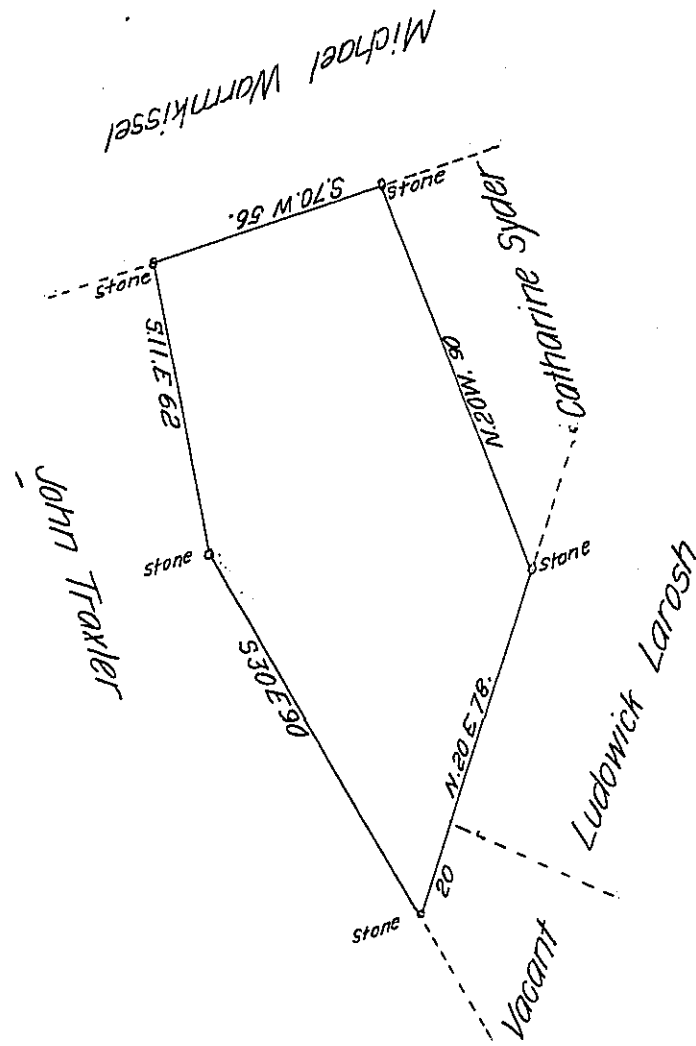 Michael Warmkissel
S.70.W 56.
stone
stone
Catharine Syder
S.11.E 62
N.20W. 90
John Traxler
stone
stone
Ludowick Larosh
S30E90
N.20 E 78.
20
stone
Vacant